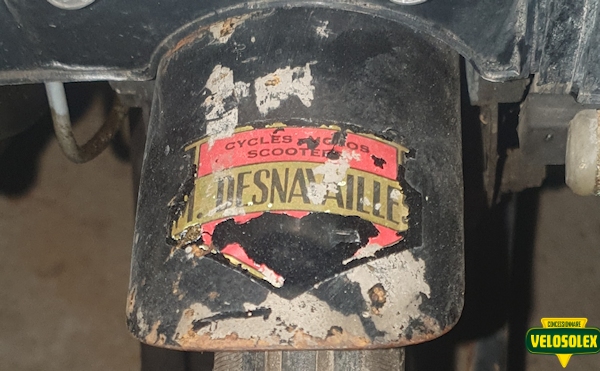 CYCLES MOTOS
SCOOTERS
M. DESNAVAILLE
CONCESSIONNAIRE
VELOSOLEX